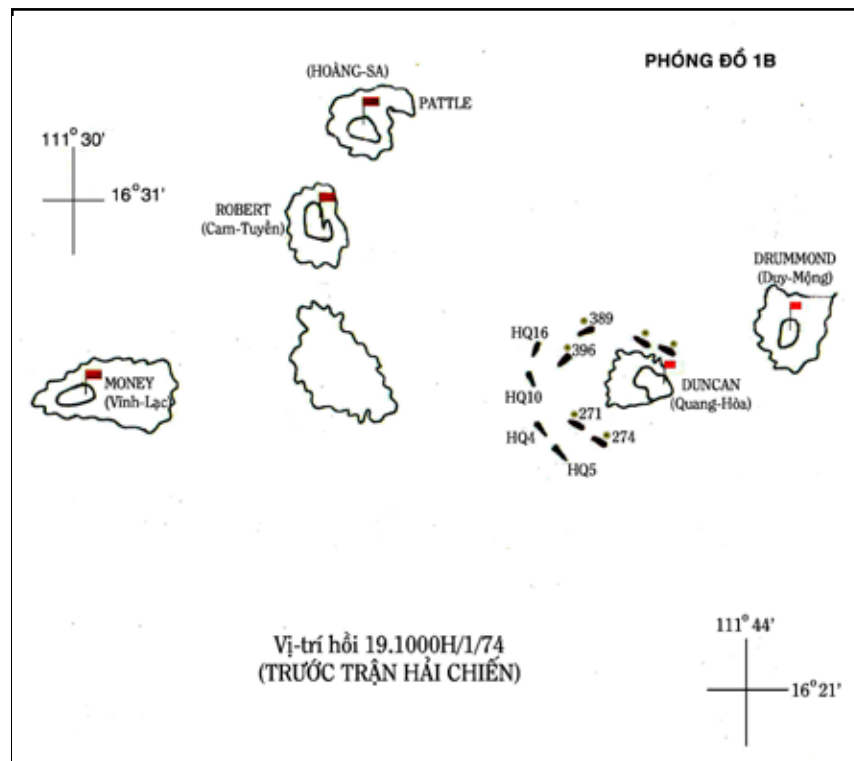 PHÓNG ĐỒ 1B
(HOÀNG-SA)
PATTLE
111° 30'
16°31'
ROBERT
(Cam-Tuyền)
DRUMMOND
(Duy-Mộng)
389
HQ16
396
MONEY
(Vĩnh-Lạc)
HQ10
DUNCAN
(Quang-Hòa)
271
HQ4
274
HQ5
Vị-trí hồi 19.1000H/1/74
(TRƯỚC TRẬN HẢI CHIẾN)
111° 44'
16°21'